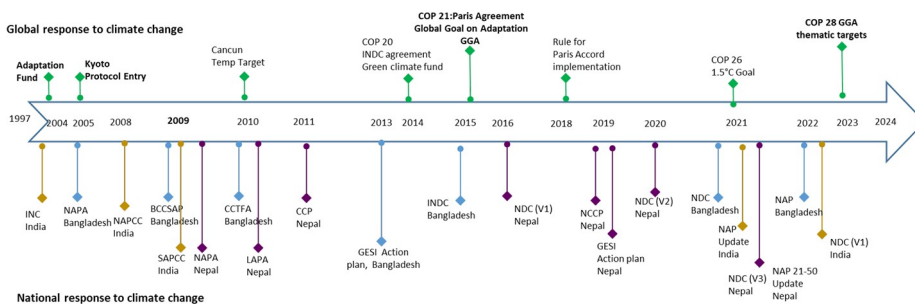 Global response to climate change
Adaptation
Fund
Kyoto
Protocol Entry
Cancun
Temp Target
COP 20
INDC agreement
Green climate fund
COP 21:Paris Agreement
Global Goal on Adaptation
GGA
Rule for
Paris Accord
implementation
COP 26
1.5°C Goal
COP 28 GGA
thematic targets
1997 2004 2005 2008 2009 2010 2011 2013 2014 2015 2016 2018 2019 2020 2021 2022 2023 2024
INC
India
NAPA
Bangladesh
NAPCC
India
BCCSAP
Bangladesh
SAPCC
India
NAPA
Nepal
CCTFA
Bangladesh
LAPA
Nepal
CCP
Nepal
GESI Action
plan, Bangladesh
INDC
Bangladesh
NDC (V1)
Nepal
NCCP
Nepal
GESI
Action plan
Nepal
NDC (V2)
Nepal
NDC
Bangladesh
NAP
Update
India
NDC (V3)
Nepal
NAP 21-50
Update
Nepal
NAP
Bangladesh
NDC (V1)
India
National response to climate change